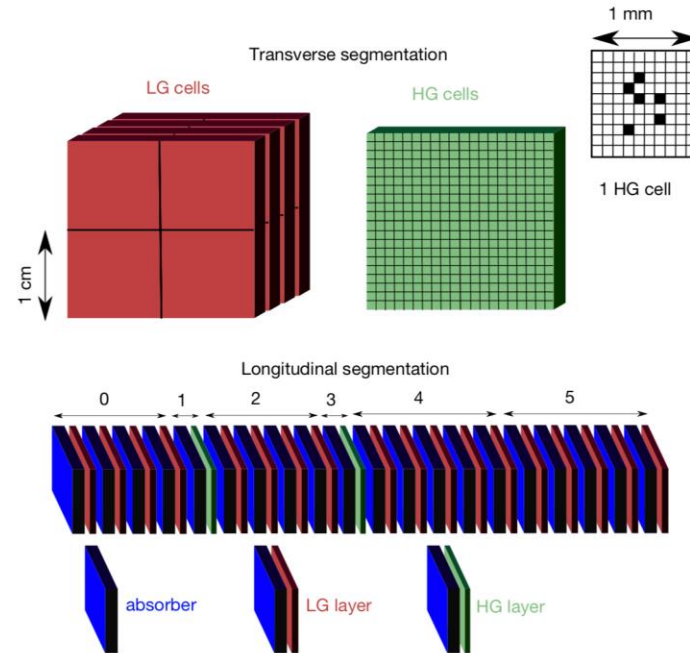 1 mm
Transverse segmentation
LG cells
HG cells
1 HG cell
1 cm
Longitudinal segmentation
0 1 2 3 4 5
absorber
LG layer
HG layer